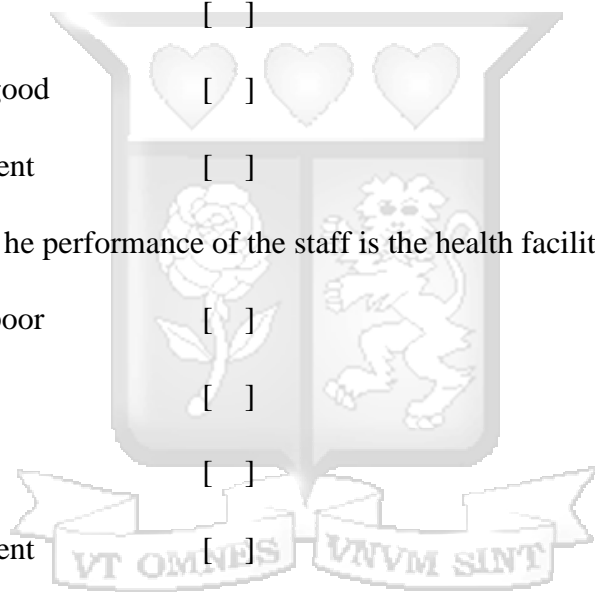 [ ]
good [ ]
ent [ ]
he performance of the staff is the health facilit
poor [ ]
[ ]
[ ]
ent [ ]
VT OMNES VNVM SINT